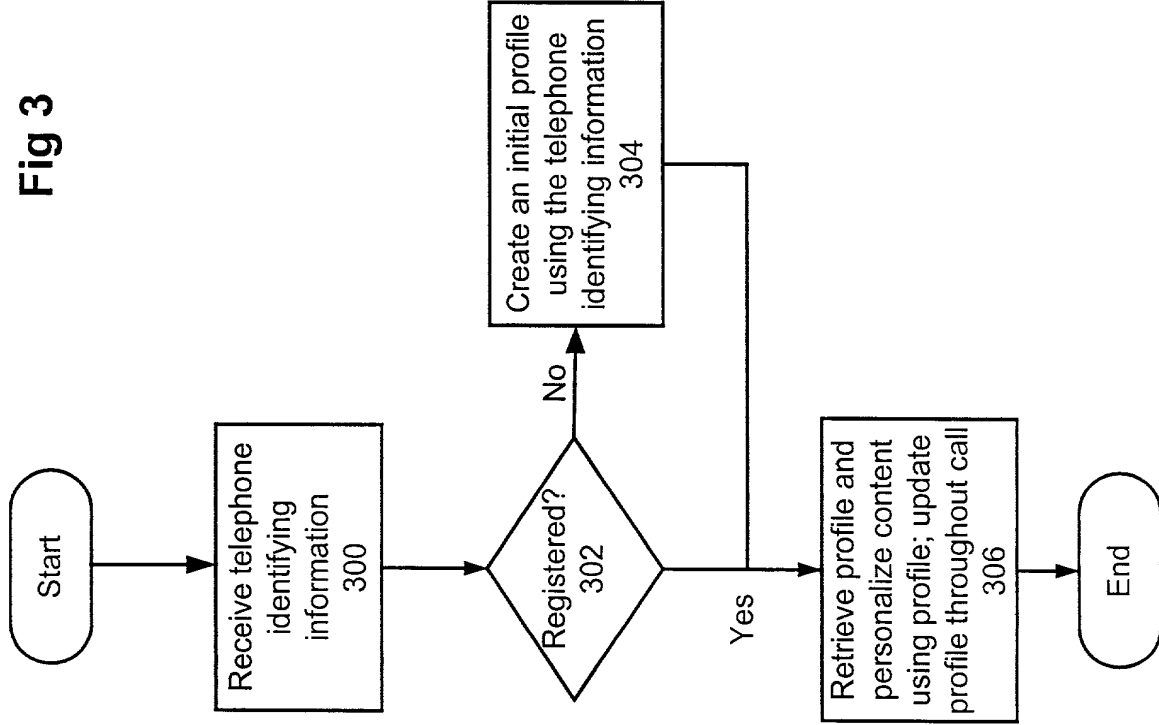 Fig 3
Start
Receive telephone
identifying
information
300
Registered?
302
No
Create an initial profile
using the telephone
identifying information
304
Yes
Retrieve profile and
personalize content
using profile; update
profile throughout call
306
End